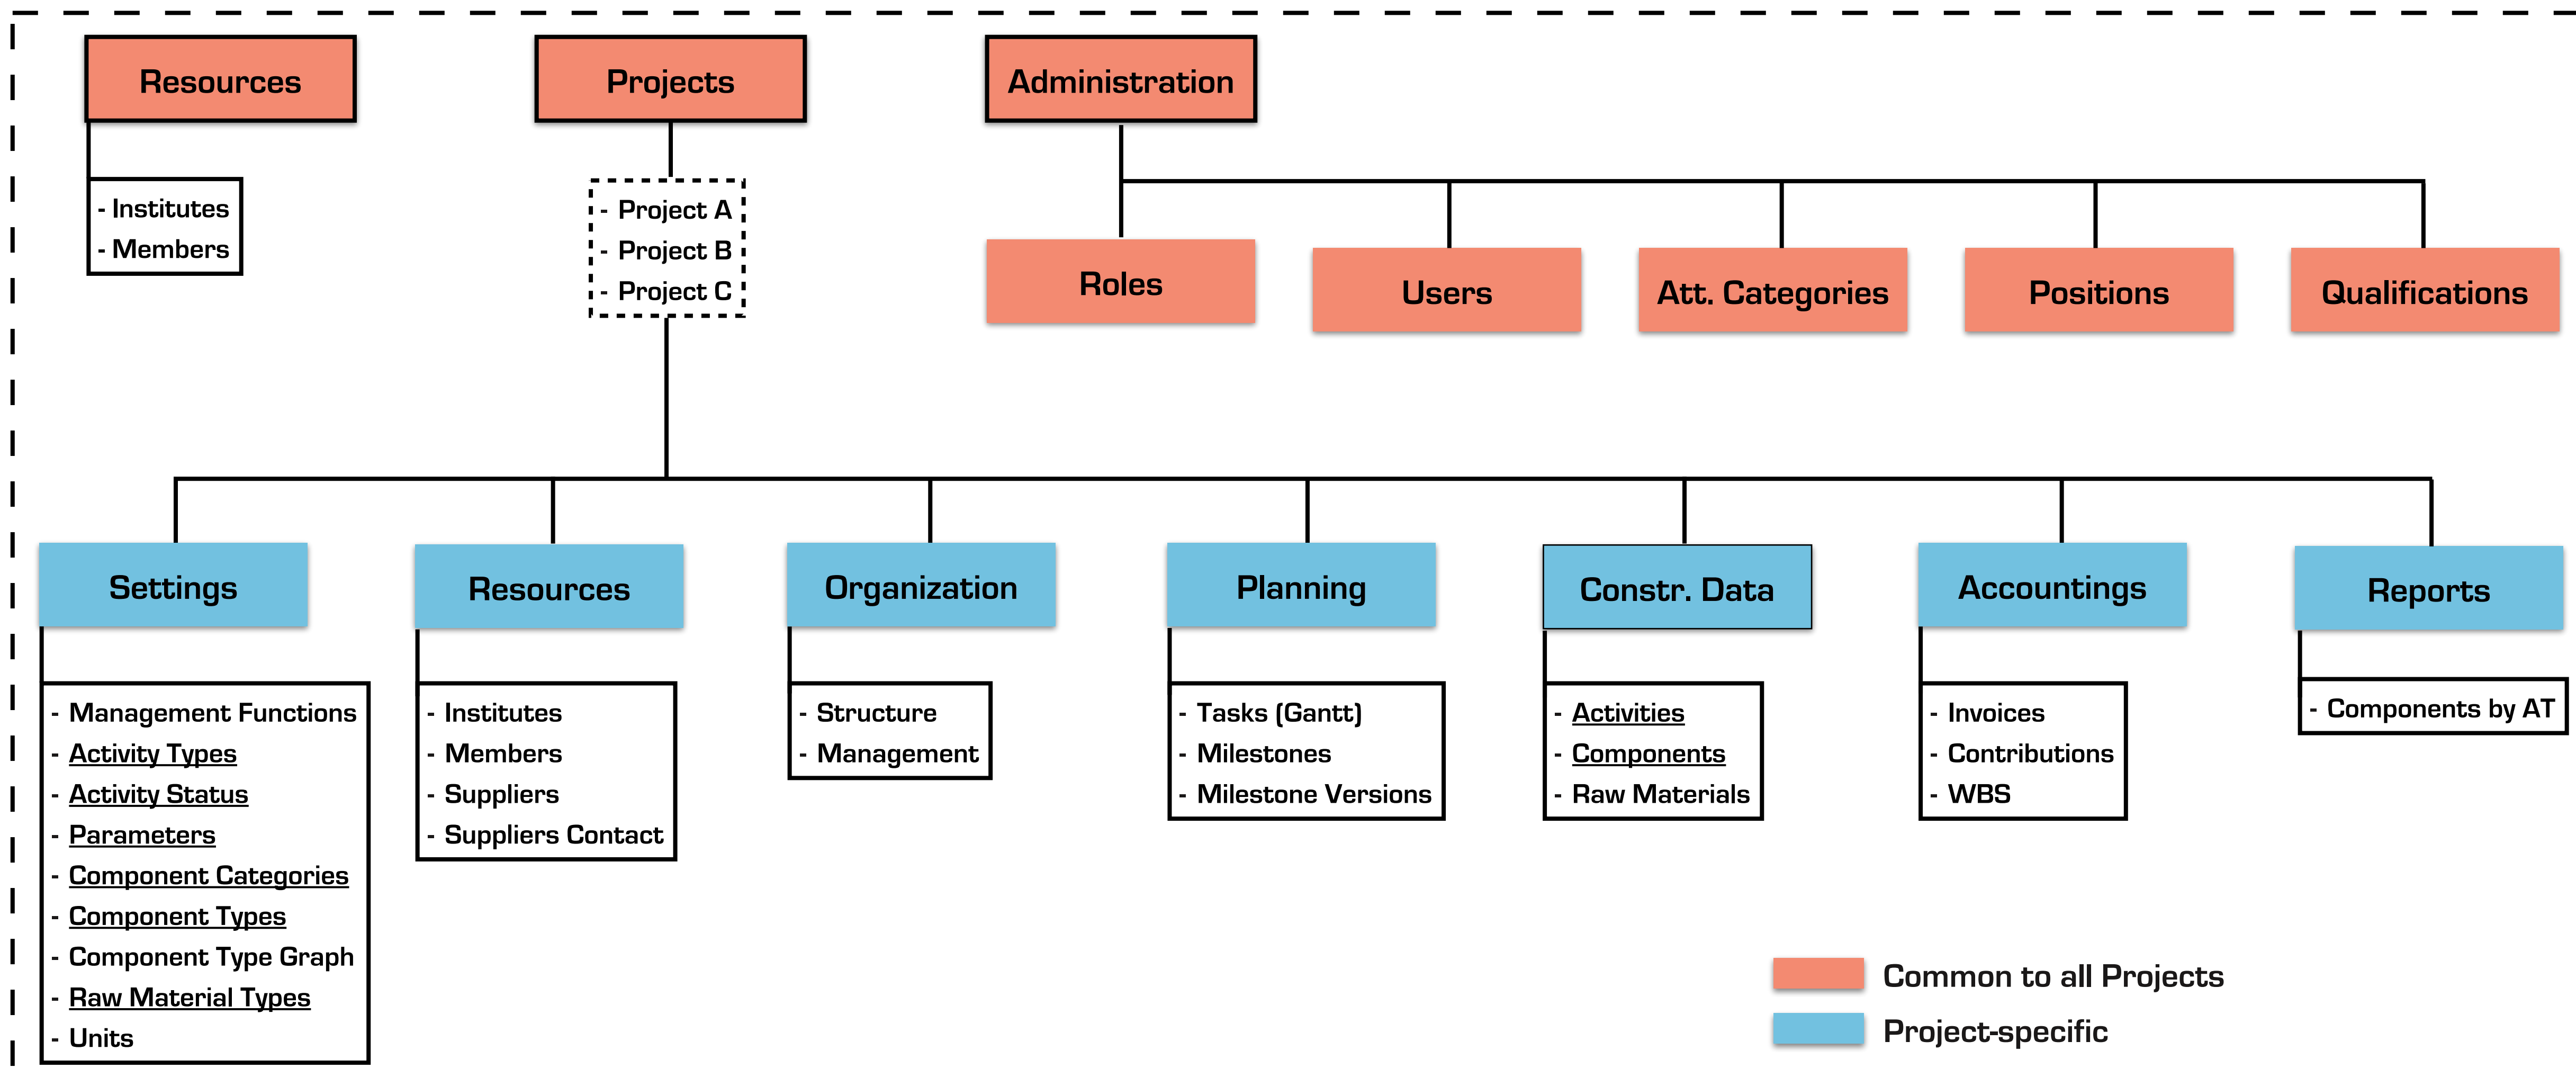 Resources
- Institutes
- Members
Projects
- Project A
- Project B
- Project C
Administration
Roles
Users
Att. Categories
Positions
Qualifications
Settings
- Management Functions
- Activity Types
- Activity Status
- Parameters
- Component Categories
- Component Types
- Component Type Graph
- Raw Material Types
- Units
Resources
- Institutes
- Members
- Suppliers
- Suppliers Contact
Organization
- Structure
- Management
Planning
- Tasks (Gantt)
- Milestones
- Milestone Versions
Constr. Data
- Activities
- Components
- Raw Materials
Accountings
- Invoices
- Contributions
- WBS
Reports
- Components by AT
Common to all Projects
Project-specific